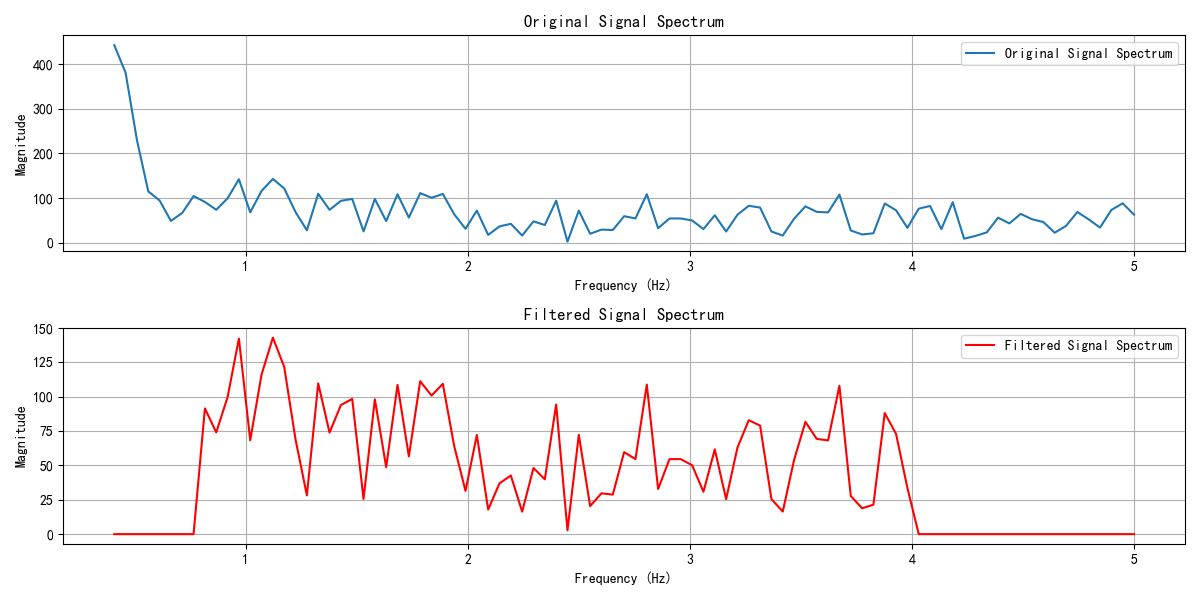 Original Signal Spectrum
Original Signal Spectrum
Magnitude
400
300
200
100
0
1
2
3
4
5
Frequency (Hz)
Filtered Signal Spectrum
Filtered Signal Spectrum
Magnitude
150
125
100
75
50
25
0
1
2
3
4
5
Frequency (Hz)